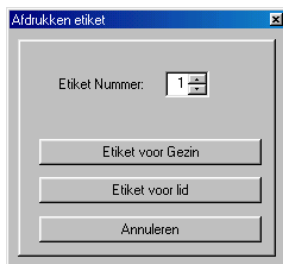 Afdrukken etiket
Etiket Nummer: 1
Etiket voor Gezin
Etiket voor lid
Annuleren